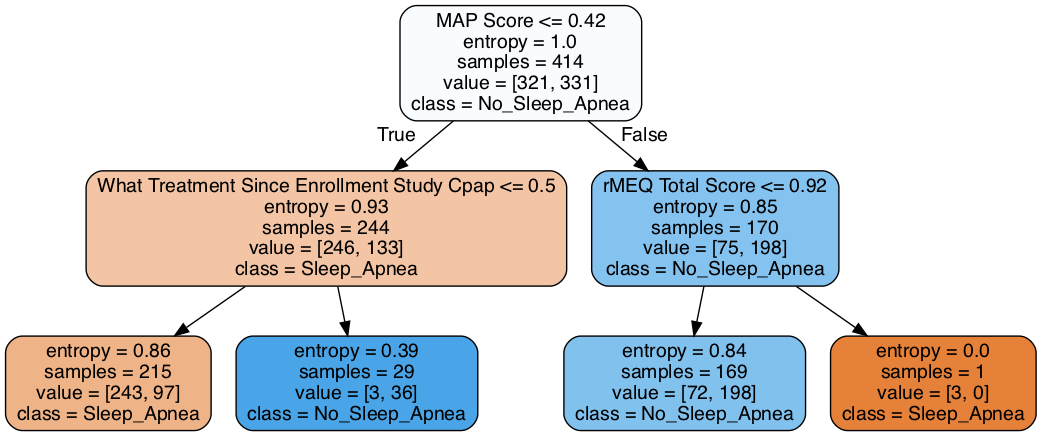 MAP Score <= 0.42
entropy = 1.0
samples = 414
value = [321, 331]
class = No_Sleep_Apnea
True
False
What Treatment Since Enrollment Study Cpap <= 0.5
entropy = 0.93
samples = 244
value = [246, 133]
class = Sleep_Apnea
rMEQ Total Score <= 0.92
entropy = 0.85
samples = 170
value = [75, 198]
class = No_Sleep_Apnea
entropy = 0.86
samples = 215
value = [243, 97]
class = Sleep_Apnea
entropy = 0.39
samples = 29
value = [3, 36]
class = No_Sleep_Apnea
entropy = 0.84
samples = 169
value = [72, 198]
class = No_Sleep_Apnea
entropy = 0.0
samples = 1
value = [3, 0]
class = Sleep_Apnea